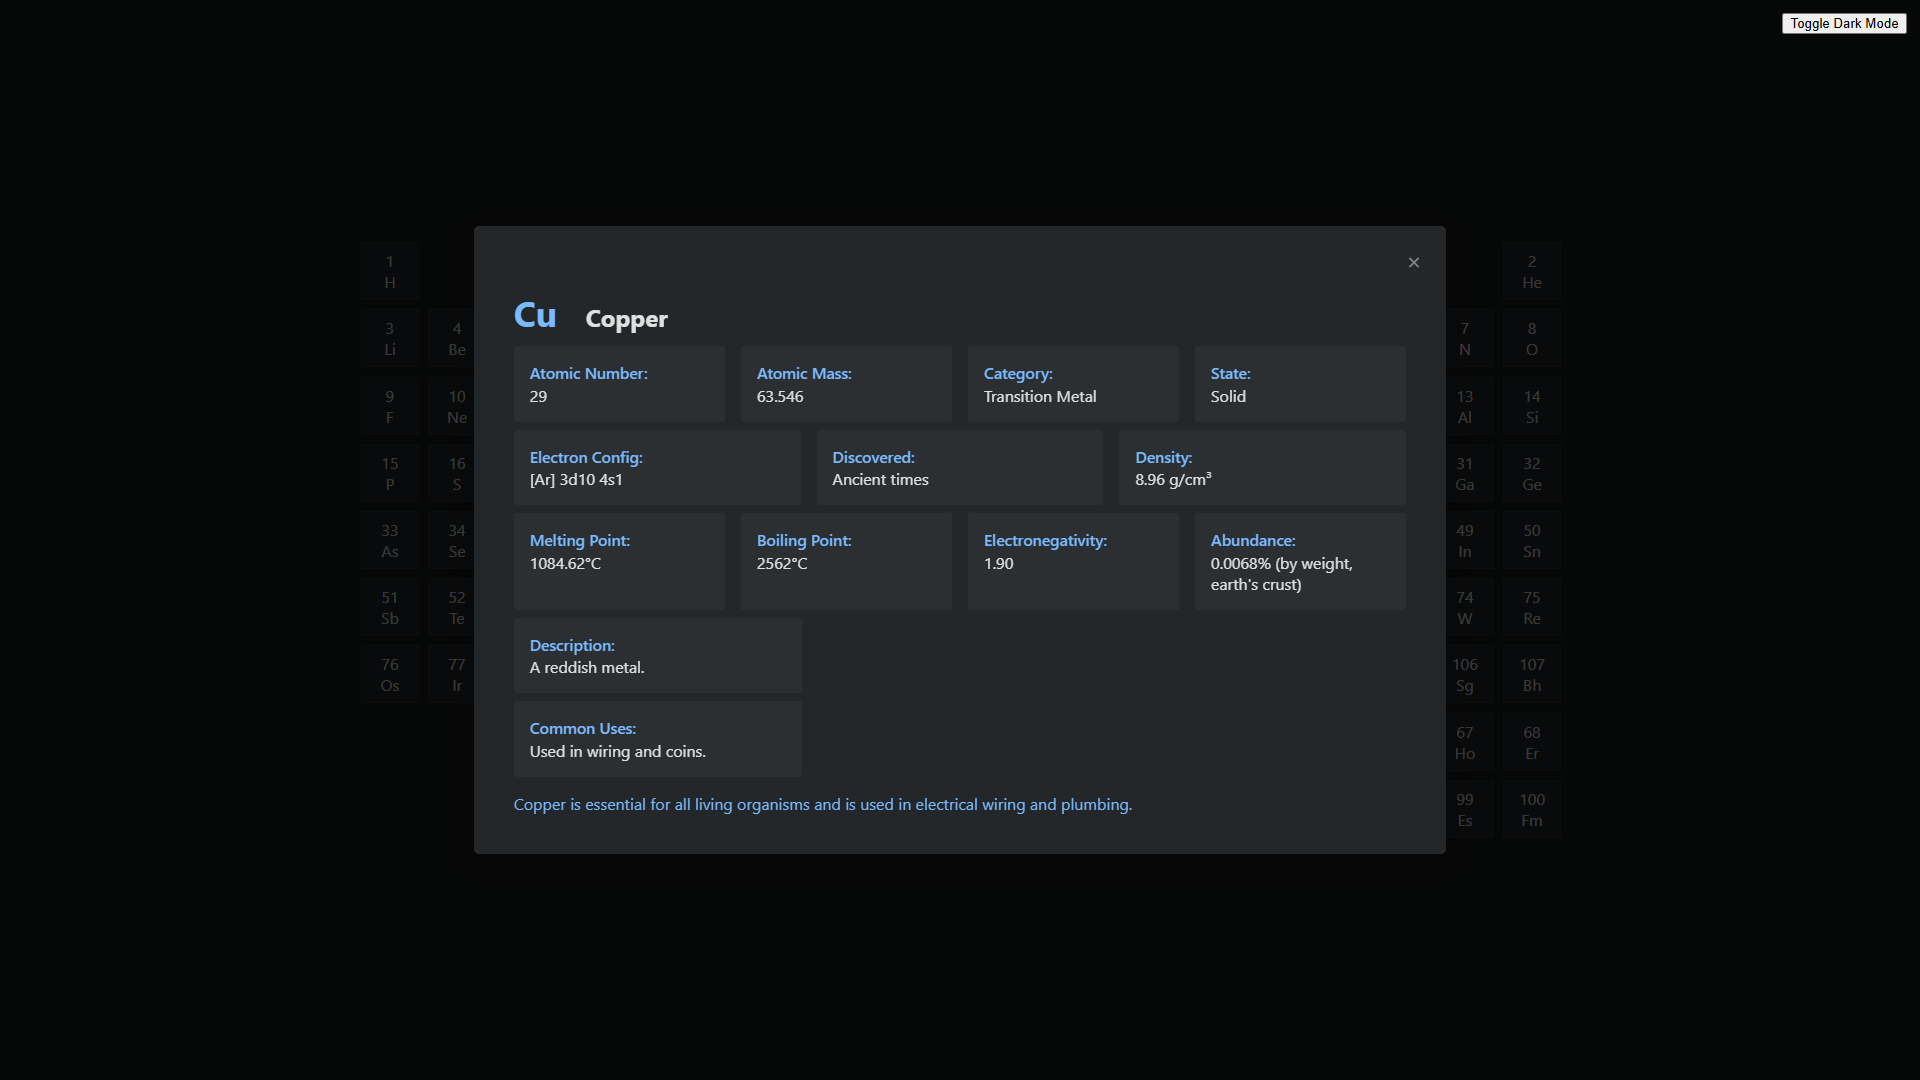 Toggle Dark Mode
×
Cu Copper
Atomic Number:
29
Atomic Mass:
63.546
Category:
Transition Metal
State:
Solid
Electron Config:
[Ar] 3d10 4s1
Discovered:
Ancient times
Density:
8.96 g/cm³
Melting Point:
1084.62°C
Boiling Point:
2562°C
Electronegativity:
1.90
Abundance:
0.0068% (by weight,
earth's crust)
Description:
A reddish metal.
Common Uses:
Used in wiring and coins.
Copper is essential for all living organisms and is used in electrical wiring and plumbing.
1
H
2
He
3
Li
4
Be
7
N
8
O
9
F
10
Ne
13
Al
14
Si
15
P
16
S
31
Ga
32
Ge
33
As
34
Se
49
In
50
Sn
51
Sb
52
Te
74
W
75
Re
76
Os
77
Ir
106
Sg
107
Bh
67
Ho
68
Er
99
Es
100
Fm